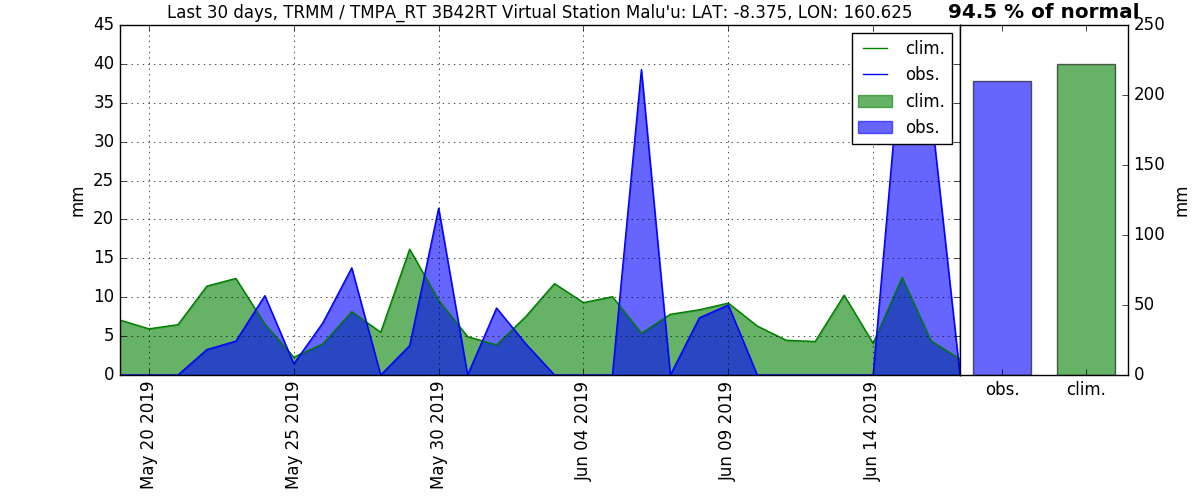 Last 30 days, TRMM / TMPA_RT 3B42RT Virtual Station Malu'u: LAT: -8.375, LON: 160.625
94.5 % of normal
45
40
35
30
25
20
15
10
5
0
mm
clim.
obs.
clim.
obs.
May 20 2019
May 25 2019
May 30 2019
Jun 04 2019
Jun 09 2019
Jun 14 2019
250
200
150
100
50
0
mm
obs.
clim.